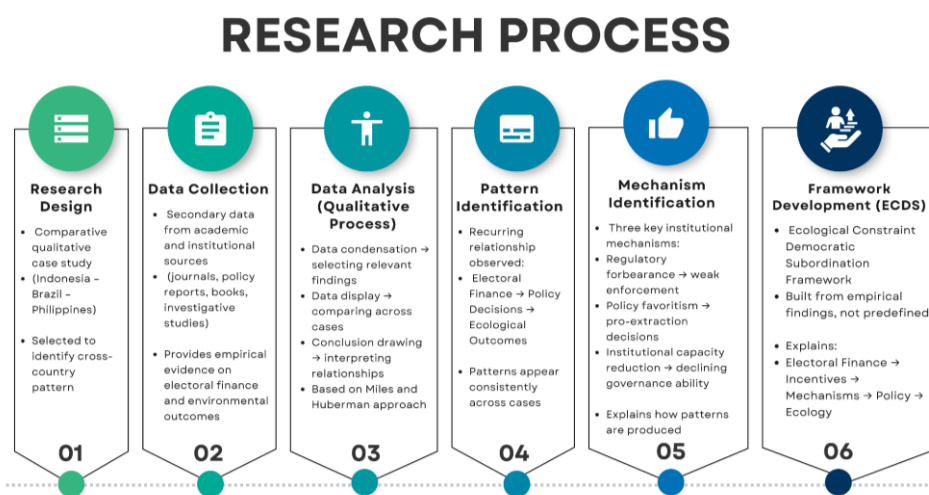 RESEARCH PROCESS
Research
Design
• Comparative
qualitative
case study
• (Indonesia –
Brazil –
Philippines)
• Selected to
identify cross-
country
pattern
01
Data Collection
• Secondary data
from academic
and institutional
sources
• (journals, policy
reports, books,
investigative
studies)
• Provides empirical
evidence on
electoral finance
and environmental
outcomes
02
Data Analysis
(Qualitative
Process)
• Data condensation →
selecting relevant
findings
• Data display →
comparing across
cases
• Conclusion drawing
→ interpreting
relationships
• Based on Miles and
Huberman approach
03
Pattern
Identification
• Recurring
relationship
observed:
• Electoral
Finance → Policy
Decisions →
Ecological
Outcomes
• Patterns appear
consistently
across cases
04
Mechanism
Identification
• Three key institutional
mechanisms:
• Regulatory
forbearance → weak
enforcement
• Policy favoritism →
pro-extraction
decisions
• Institutional capacity
reduction → declining
governance ability
• Explains how patterns
are produced
05
Framework
Development (ECDS)
• Ecological Constraint
Democratic
Subordination
Framework
• Built from empirical
findings, not predefined
• Explains:
• Electoral Finance →
Incentives →
Mechanisms → Policy →
Ecology
06